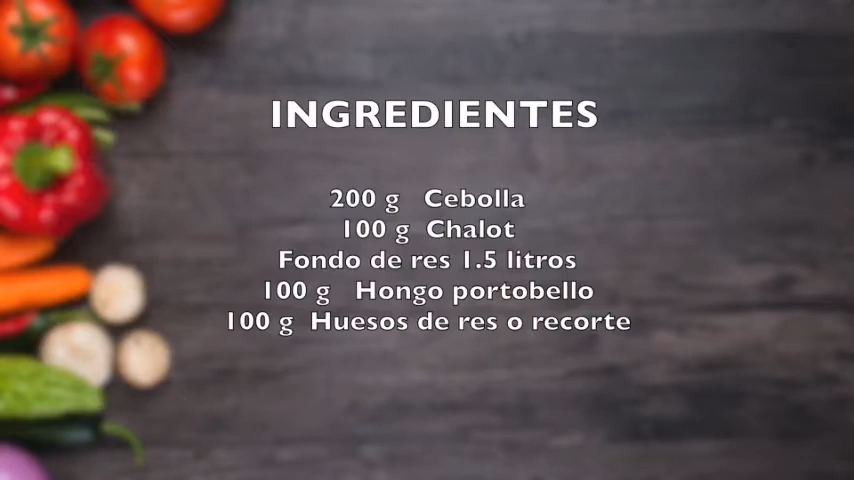 INGREDIENTES
200 g Cebolla
100 g Chalot
Fondo de res 1.5 litros
100 g Hongo portobello
100 g Huesos de res o recorte